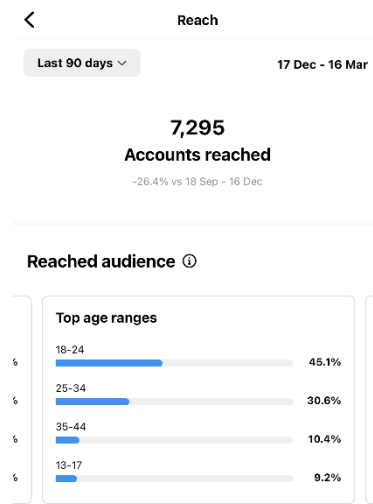 Reach
Last 90 days
17 Dec - 16 Mar
7,295
Accounts reached
-26.4% vs 18 Sep - 16 Dec
Reached audience
Top age ranges
18-24
45.1%
25-34
30.6%
35-44
10.4%
13-17
9.2%